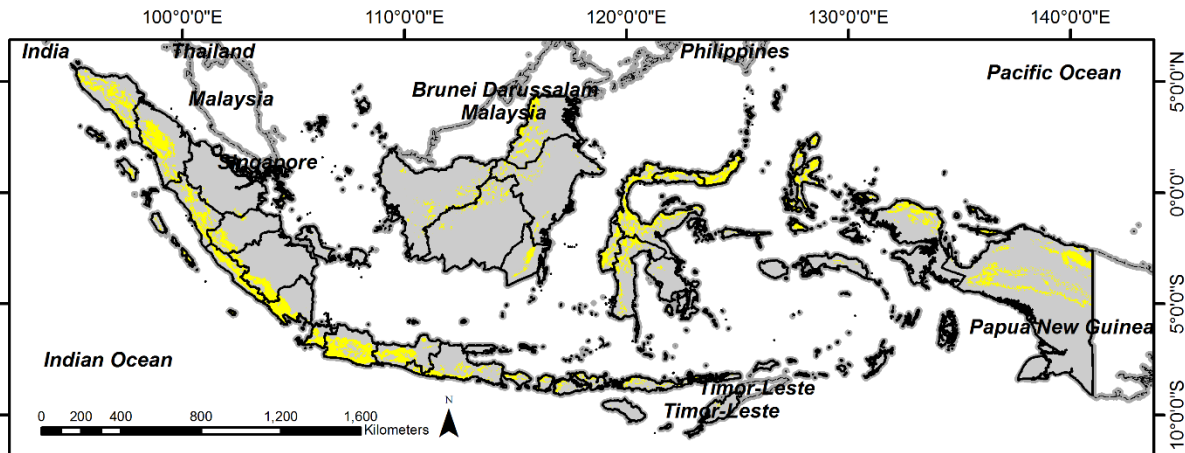 100°0'0"E 110°0'0"E 120°0'0"E 130°0'0"E 140°0'0"E
India Thailand Philippines
Pacific Ocean
5°0'0"N
Malaysia
Brunei Darussalam
Malaysia
Singapore
0°0'0"
5°0'0"S
Papua New Guinea
Indian Ocean
Timor-Leste
Timor-Leste
10°0'0"S
N
0 200 400 800 1,200 1,600
Kilometers